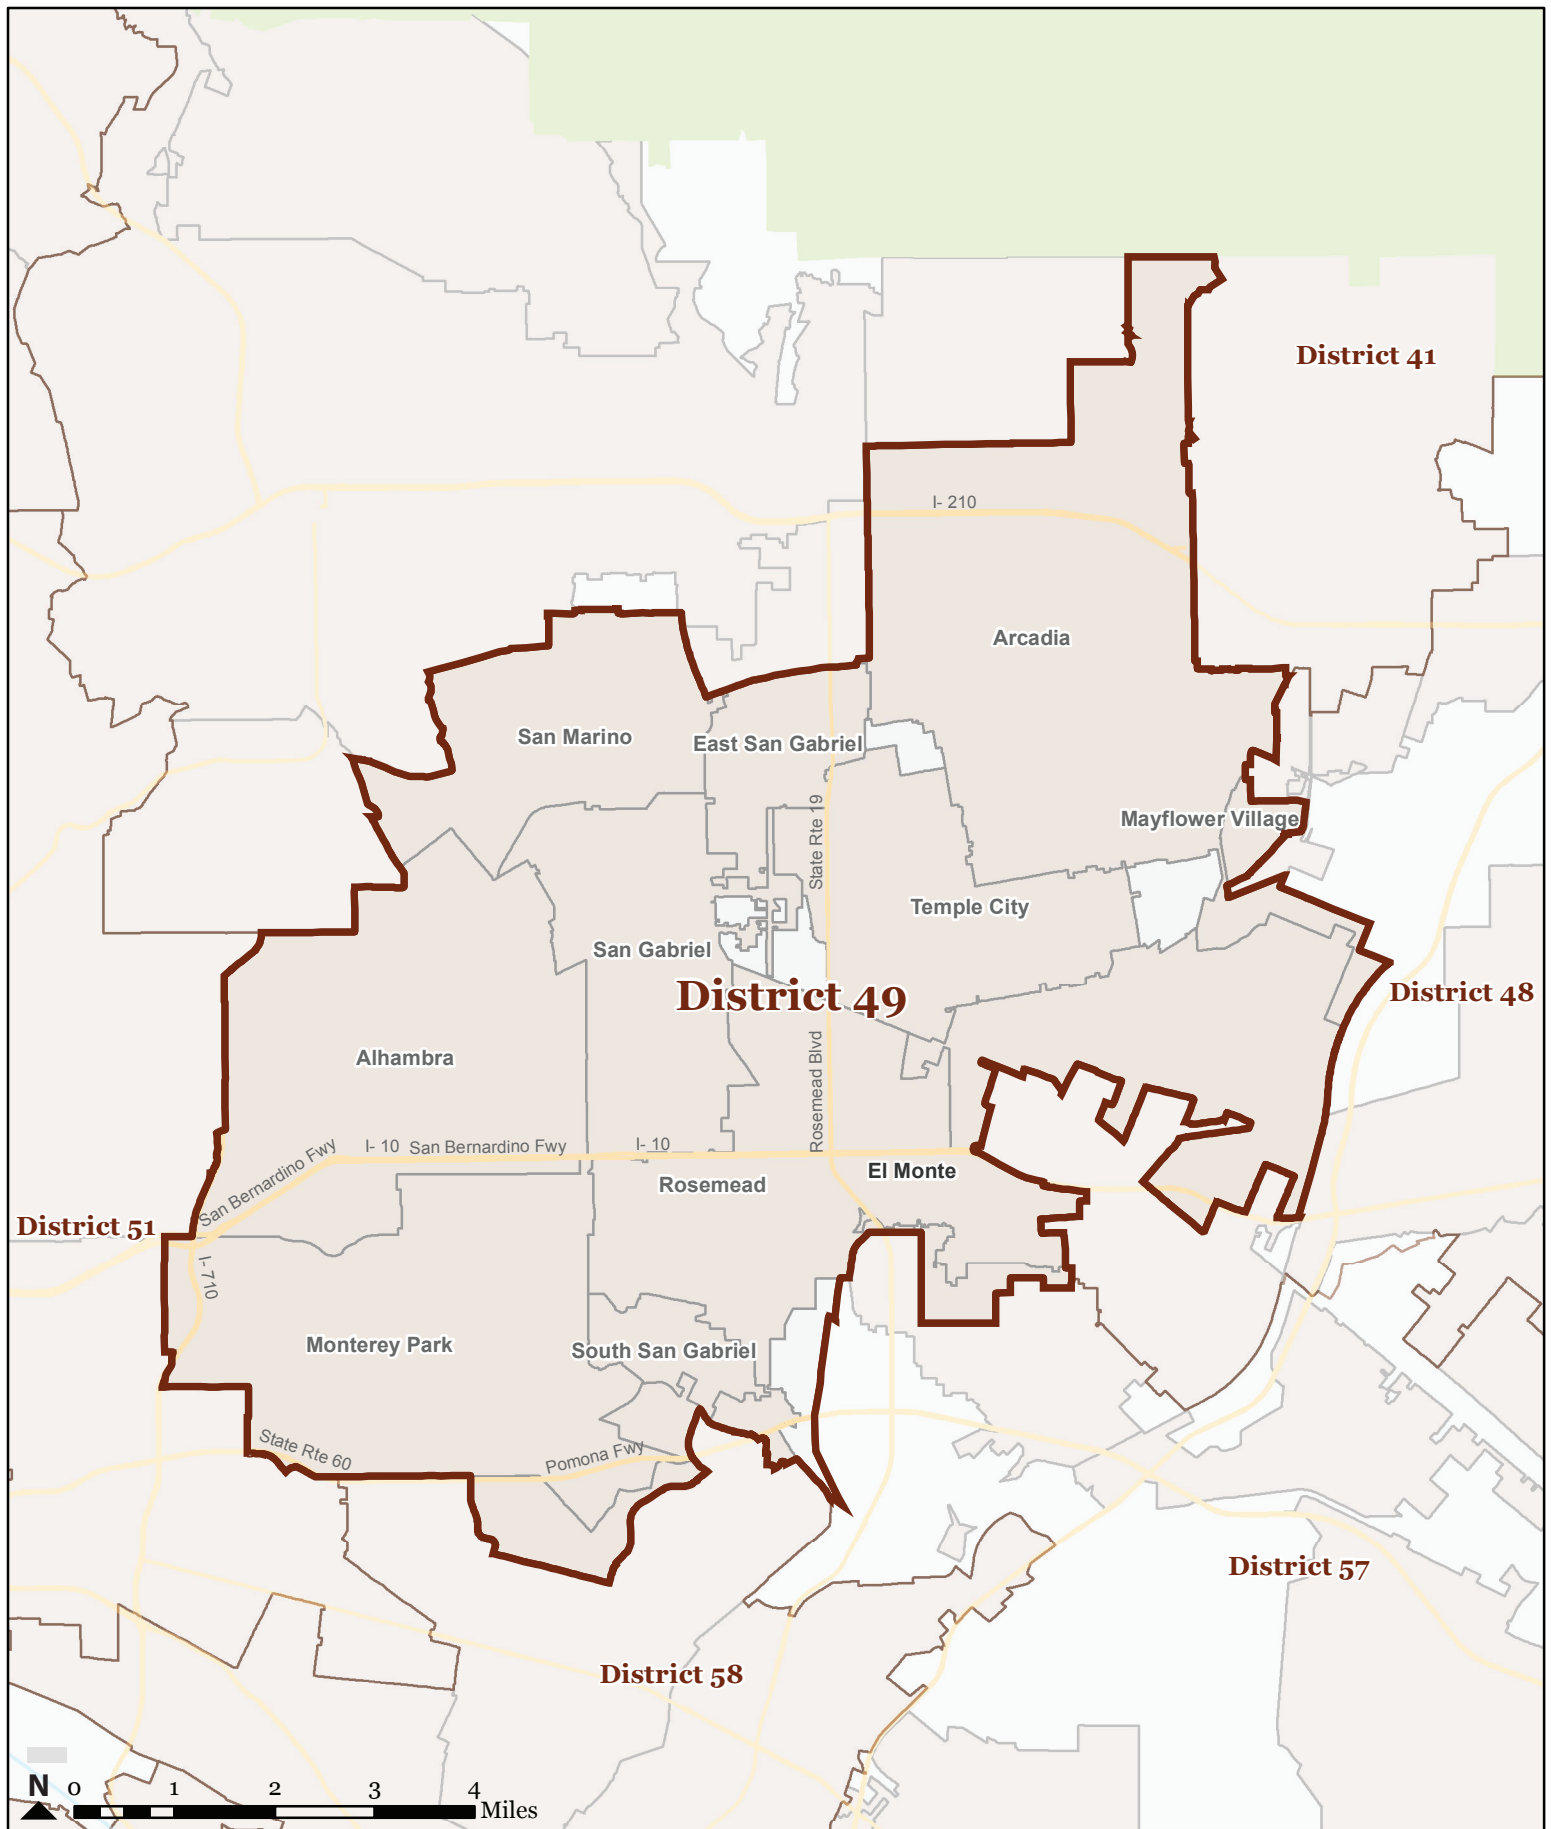 District 41
I- 210
Arcadia
San Marino
East San Gabriel
State Rte 19
Mayflower Village
Temple City
San Gabriel
District 49
District 48
Alhambra
Rosemead Blvd
I- 10 San Bernardino Fwy
I- 10
San Bernardino Fwy
El Monte
Rosemead
District 51
I- 710
Monterey Park
South San Gabriel
State Rte 60
Pomona Fwy
District 57
District 58
N
0 1 2 3 4
Miles